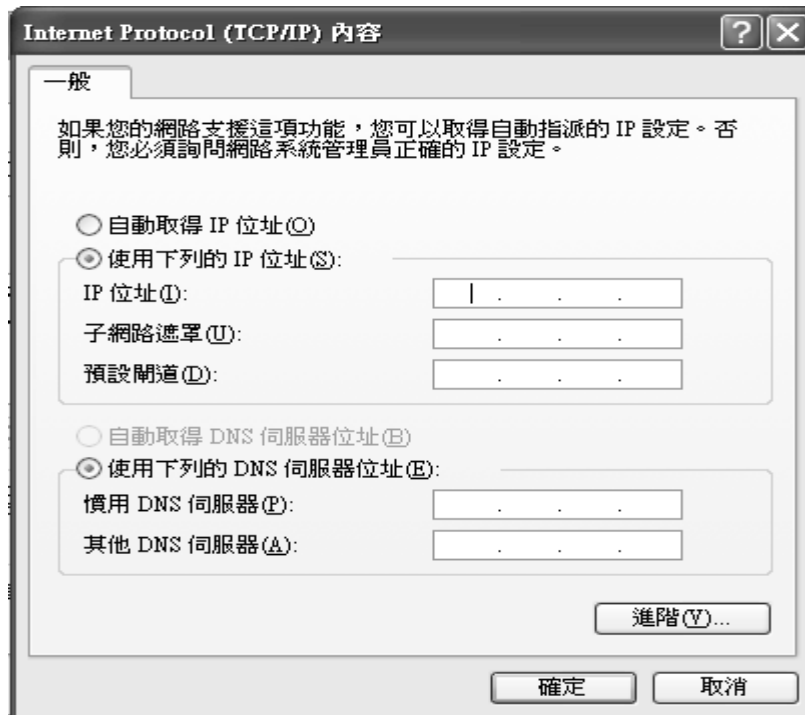 Internet Protocol (TCP/IP) 內容
一般
如果您的網路支援這項功能，您可以取得自動指派的 IP 設定。否
則，您必須詢問網路系統管理員正確的 IP 設定。
自動取得 IP 位址(O)
使用下列的 IP 位址(S):
IP 位址(I):
子網路遮罩(U):
預設閘道(D):
自動取得 DNS 伺服器位址(B)
使用下列的 DNS 伺服器位址(E):
慣用 DNS 伺服器(P):
其他 DNS 伺服器(A):
進階(V)...
確定 取消